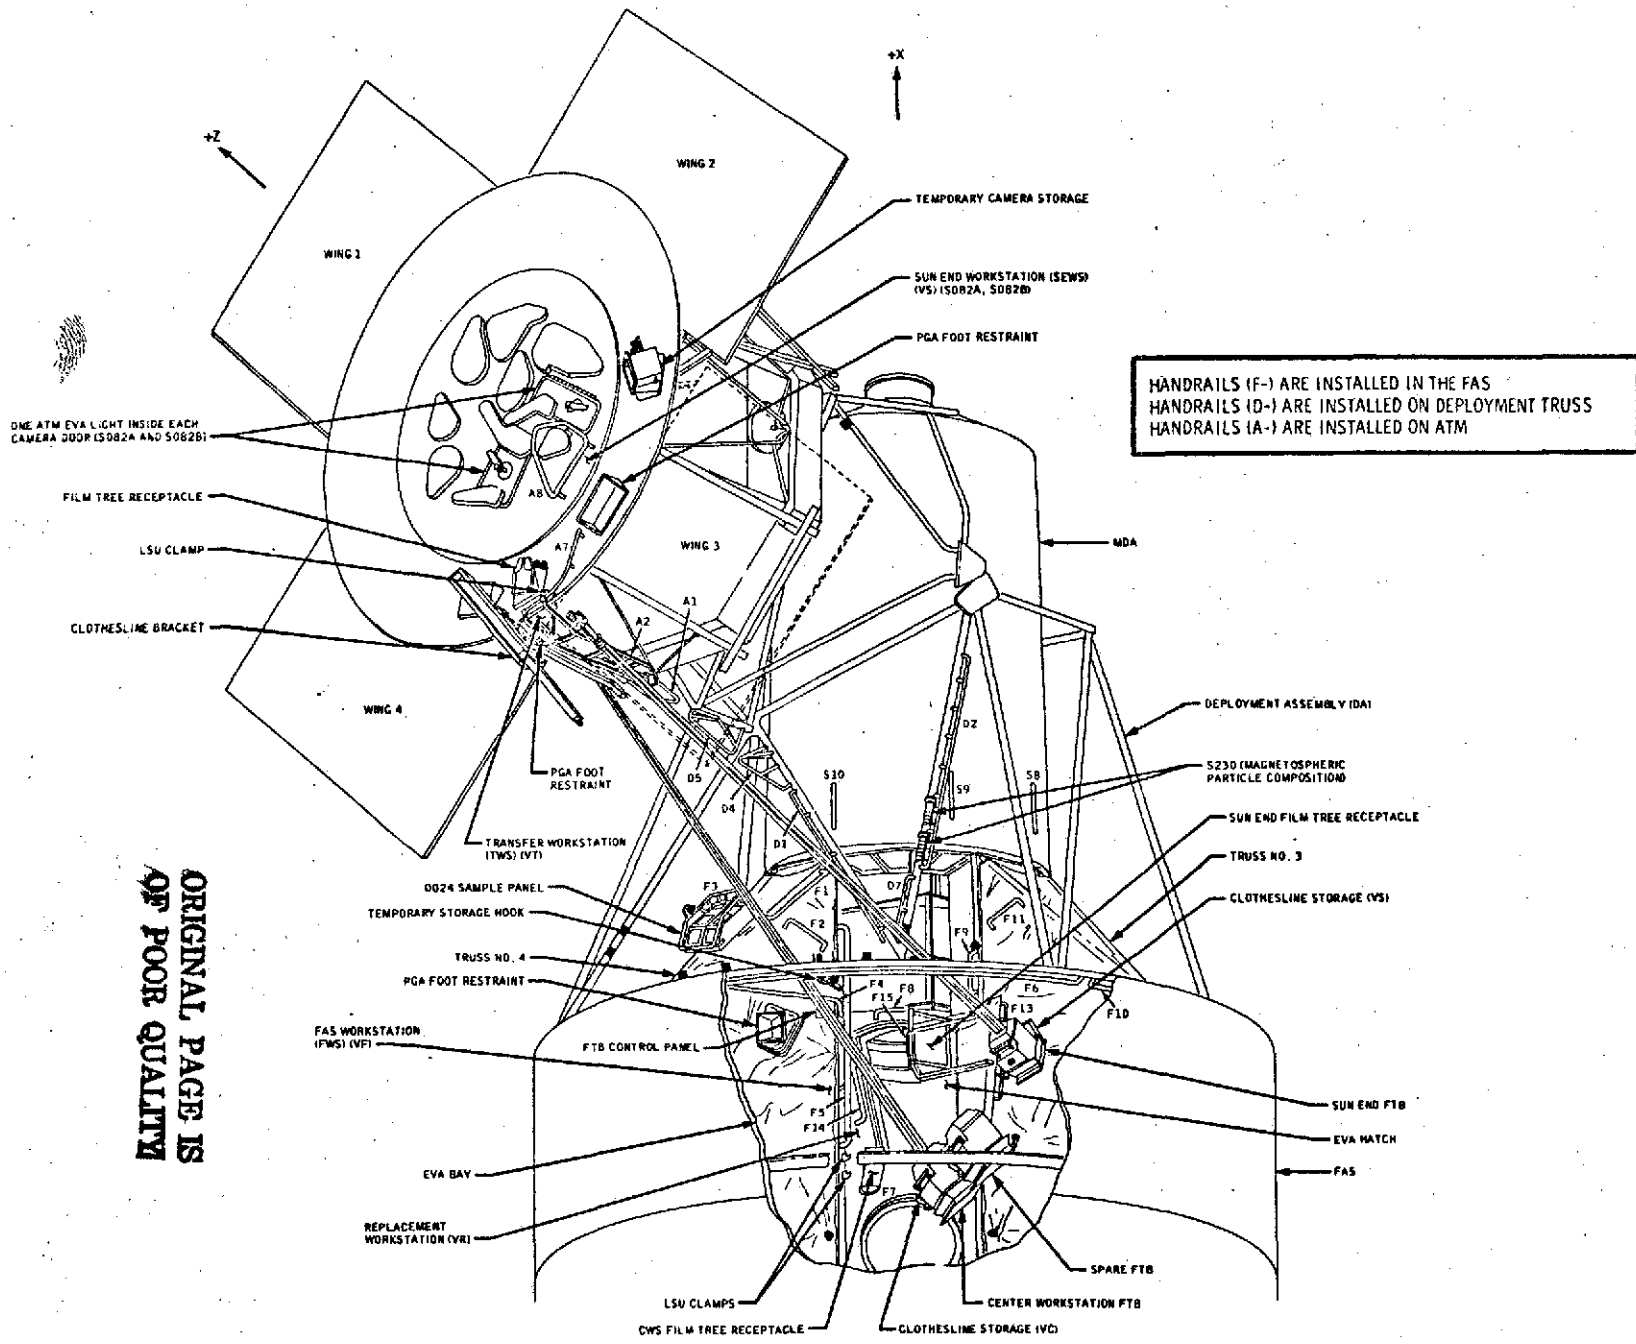 +X
+Z
WING 2
TEMPORARY CAMERA STORAGE
WING 1
SUN END WORKSTATION (SEWS)
(VS) (S082A, S082B)
PGA FOOT RESTRAINT
HANDRAILS (F-) ARE INSTALLED IN THE FAS
HANDRAILS (D-) ARE INSTALLED ON DEPLOYMENT TRUSS
HANDRAILS (A-) ARE INSTALLED ON ATM
ONE ATM EVA LIGHT INSIDE EACH
CAMERA DOOR (S082A AND S082B)
A8
FILM TREE RECEPTACLE
LSU CLAMP
A7
WING 3
MDA
A1
A2
CLOTHESLINE BRACKET
WING 4
DEPLOYMENT ASSEMBLY (DA)
D2
PGA FOOT
RESTRAINT
D5
D4
S10
S9
S8
S230 (MAGNETOSPHERIC
PARTICLE COMPOSITION)
SUN END FILM TREE RECEPTACLE
TRANSFER WORKSTATION
(TWS) (VT)
D1
TRUSS NO. 3
D024 SAMPLE PANEL
F3
F1
D7
CLOTHESLINE STORAGE (VS)
TEMPORARY STORAGE HOOK
F2
F11
F9
TRUSS NO. 4
PGA FOOT RESTRAINT
F4
F8
F6
F15
F13
F10
FAS WORKSTATION
(FWS) (VF)
FTB CONTROL PANEL
F5
F14
SUN END FTB
EVA HATCH
EVA BAY
FAS
F7
REPLACEMENT
WORKSTATION (VR)
SPARE FTB
LSU CLAMPS
CENTER WORKSTATION FTB
CWS FILM TREE RECEPTACLE
CLOTHESLINE STORAGE (VC)
ORIGINAL PAGE IS
OF POOR QUALITY